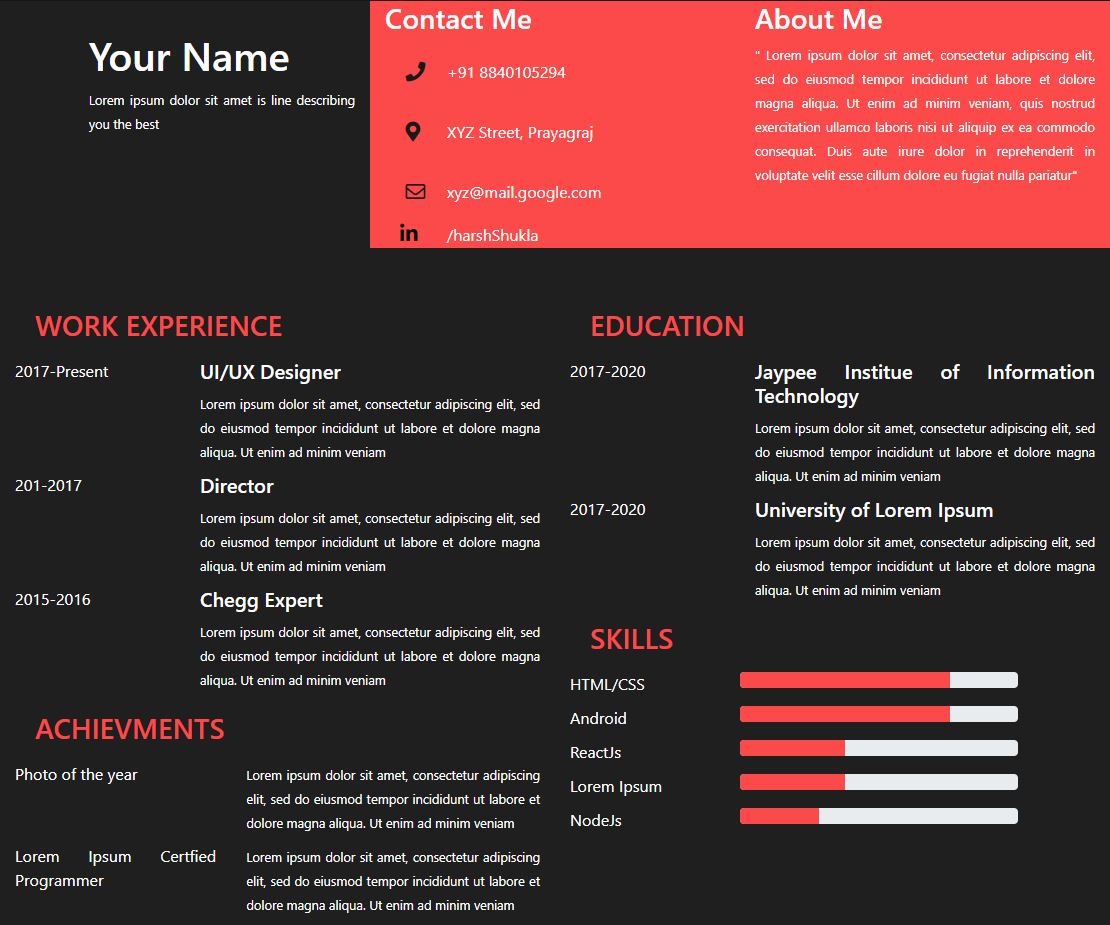 Your Name
Lorem ipsum dolor sit amet is line describing
you the best
Contact Me
+91 8840105294
XYZ Street, Prayagraj
xyz@mail.google.com
in /harshShukla
About Me
" Lorem ipsum dolor sit amet, consectetur adipiscing elit,
sed do eiusmod tempor incididunt ut labore et dolore
magna aliqua. Ut enim ad minim veniam, quis nostrud
exercitation ullamco laboris nisi ut aliquip ex ea commodo
consequat. Duis aute irure dolor in reprehenderit in
voluptate velit esse cillum dolore eu fugiat nulla pariatur"
WORK EXPERIENCE
2017-Present
UI/UX Designer
Lorem ipsum dolor sit amet, consectetur adipiscing elit, sed
do eiusmod tempor incididunt ut labore et dolore magna
aliqua. Ut enim ad minim veniam
201-2017
Director
Lorem ipsum dolor sit amet, consectetur adipiscing elit, sed
do eiusmod tempor incididunt ut labore et dolore magna
aliqua. Ut enim ad minim veniam
2015-2016
Chegg Expert
Lorem ipsum dolor sit amet, consectetur adipiscing elit, sed
do eiusmod tempor incididunt ut labore et dolore magna
aliqua. Ut enim ad minim veniam
ACHIEVMENTS
Photo of the year
Lorem ipsum dolor sit amet, consectetur adipiscing
elit, sed do eiusmod tempor incididunt ut labore et
dolore magna aliqua. Ut enim ad minim veniam
Lorem Ipsum Certfied
Programmer
Lorem ipsum dolor sit amet, consectetur adipiscing
elit, sed do eiusmod tempor incididunt ut labore et
dolore magna aliqua. Ut enim ad minim veniam
EDUCATION
2017-2020
Jaypee Institue of Information
Technology
Lorem ipsum dolor sit amet, consectetur adipiscing elit, sed
do eiusmod tempor incididunt ut labore et dolore magna
aliqua. Ut enim ad minim veniam
2017-2020
University of Lorem Ipsum
Lorem ipsum dolor sit amet, consectetur adipiscing elit, sed
do eiusmod tempor incididunt ut labore et dolore magna
aliqua. Ut enim ad minim veniam
SKILLS
HTML/CSS
Android
ReactJs
Lorem Ipsum
NodeJs